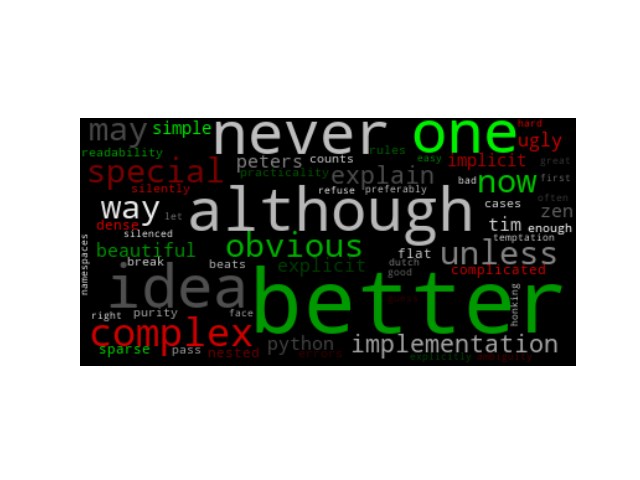 may simple never one hard
readability rules ugly
peters counts easy implicit great
special practicality explain
silently refuse preferably bad now first
way let although cases often
dense tim enough zen
silenced temptation
namespaces beautiful obvious flat unless
break beats explicit dutch complicated
idea better good
right purity face honking
complex python implementation
sparse pass nested errors explicitly ambiguity